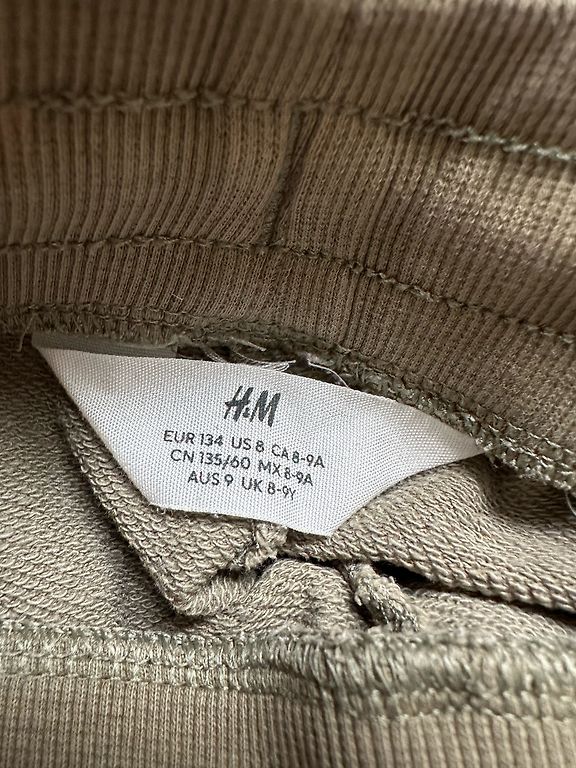 H&M
EUR 134 US 8 CA 8-9A
CN 135/60 MX 8-9A
AUS 9 UK 8-9Y